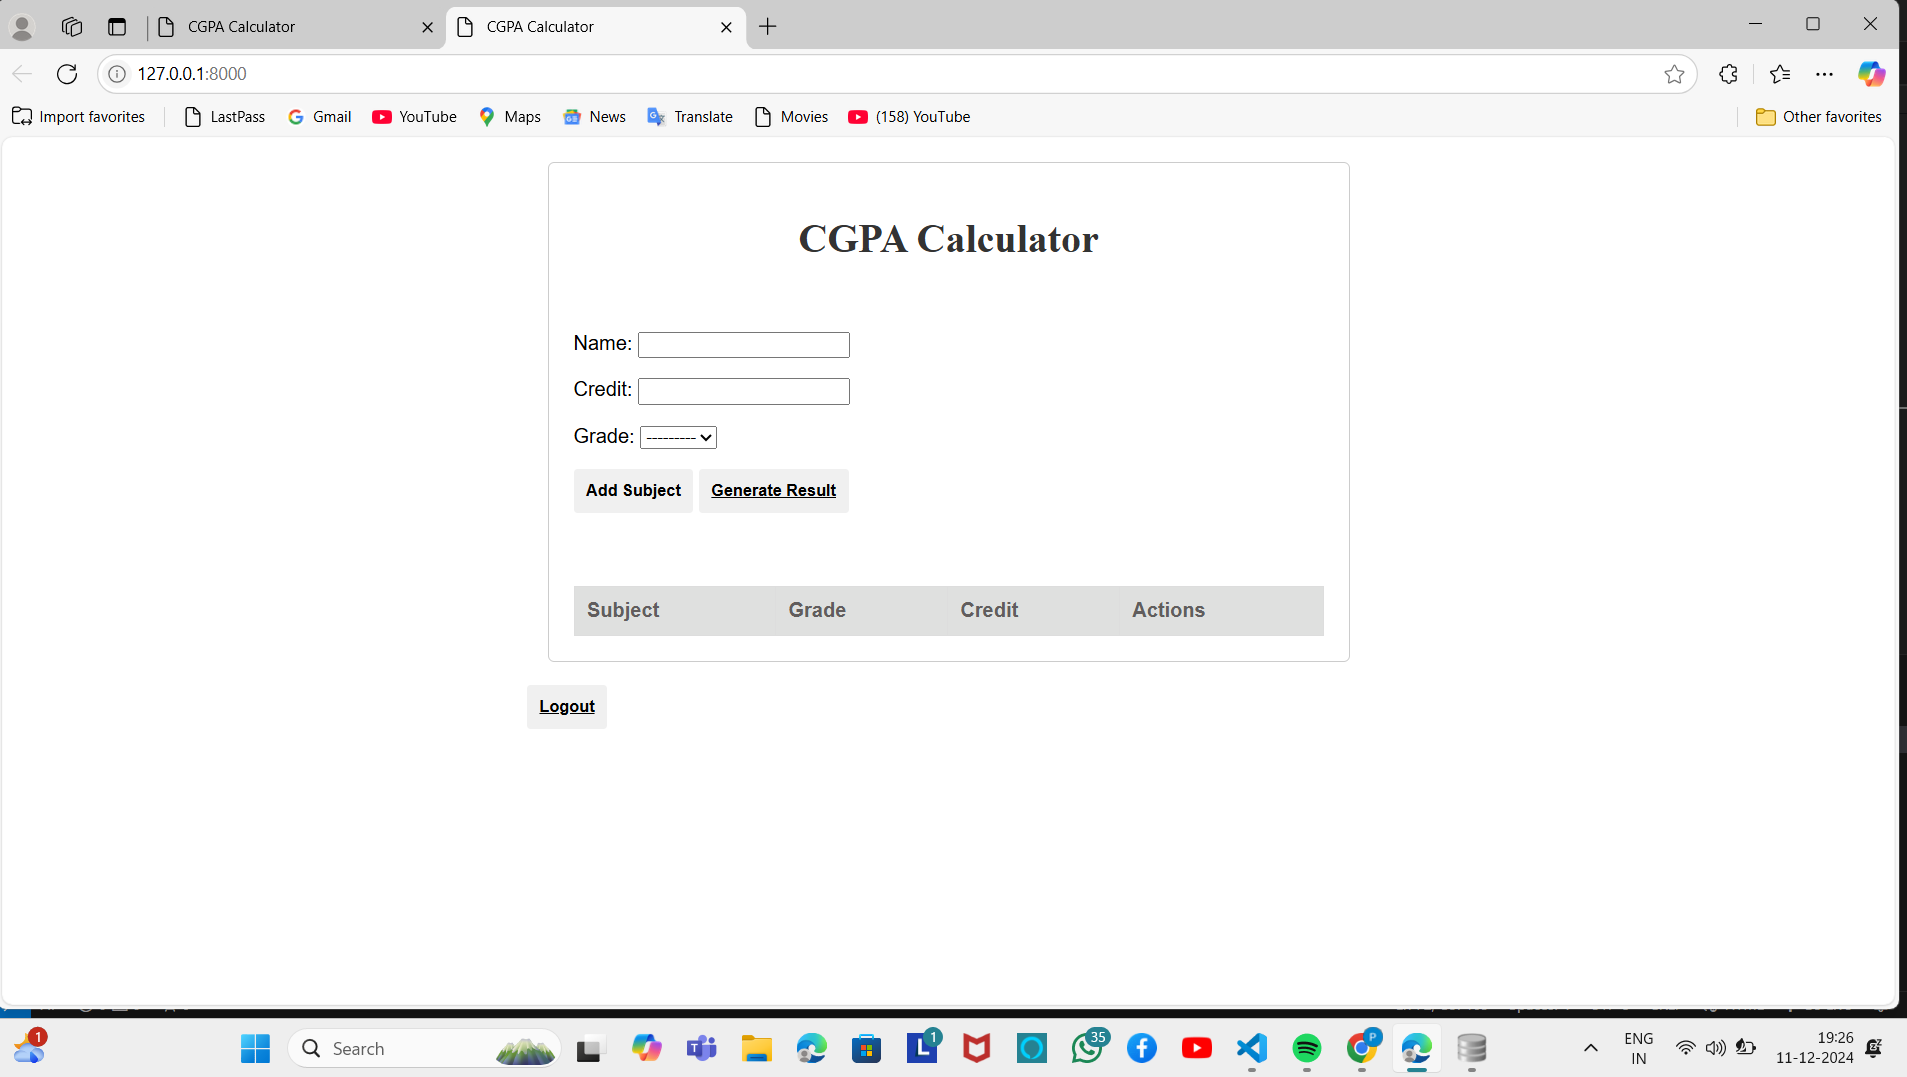 CGPA Calculator
CGPA Calculator
127.0.0.1:8000
Import favorites
LastPass
Gmail
YouTube
Maps
News
Translate
Movies
(158) YouTube
Other favorites
CGPA Calculator
Name:
Credit:
Grade: ---------
Add Subject
Generate Result
Subject Grade Credit Actions
Logout
1
Search
1
35
P
ENG
IN
19:26
11-12-2024